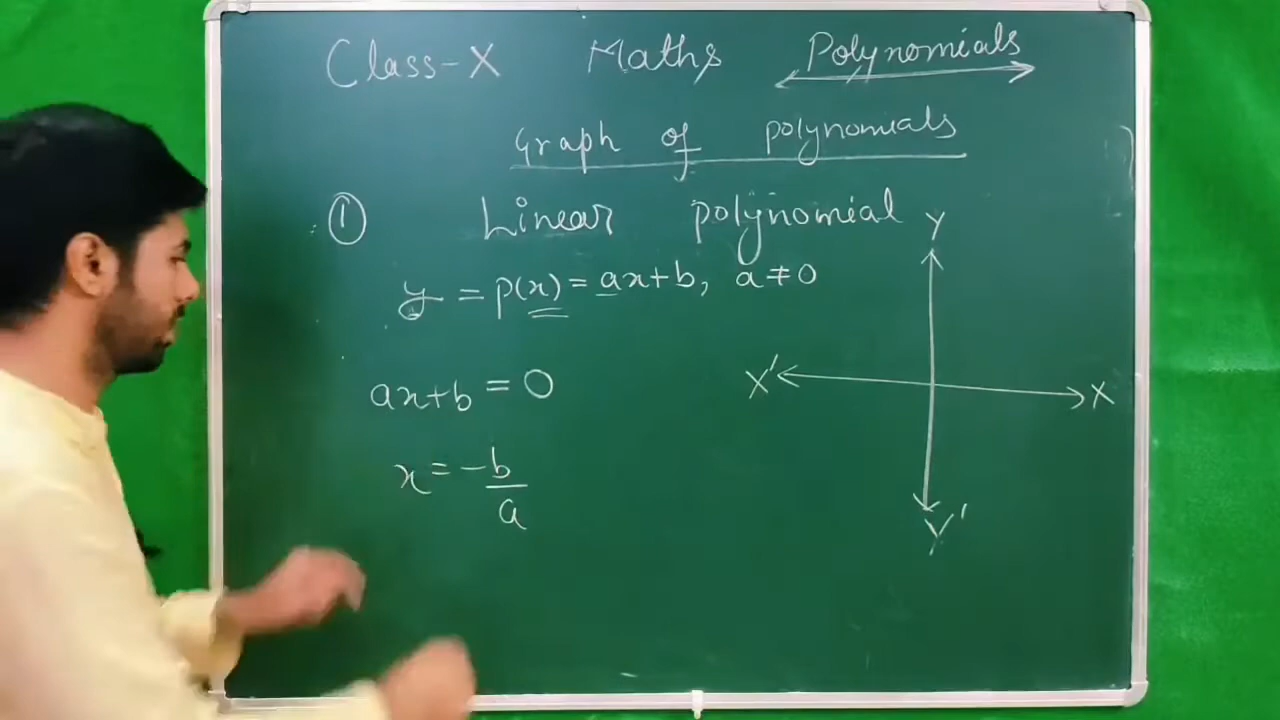 Class-X Maths Polynomials
Graph of polynomials
① Linear polynomial
y = p(x) = ax+b, a≠0
ax+b = 0
x = -b/a
Y
X' X
Y'